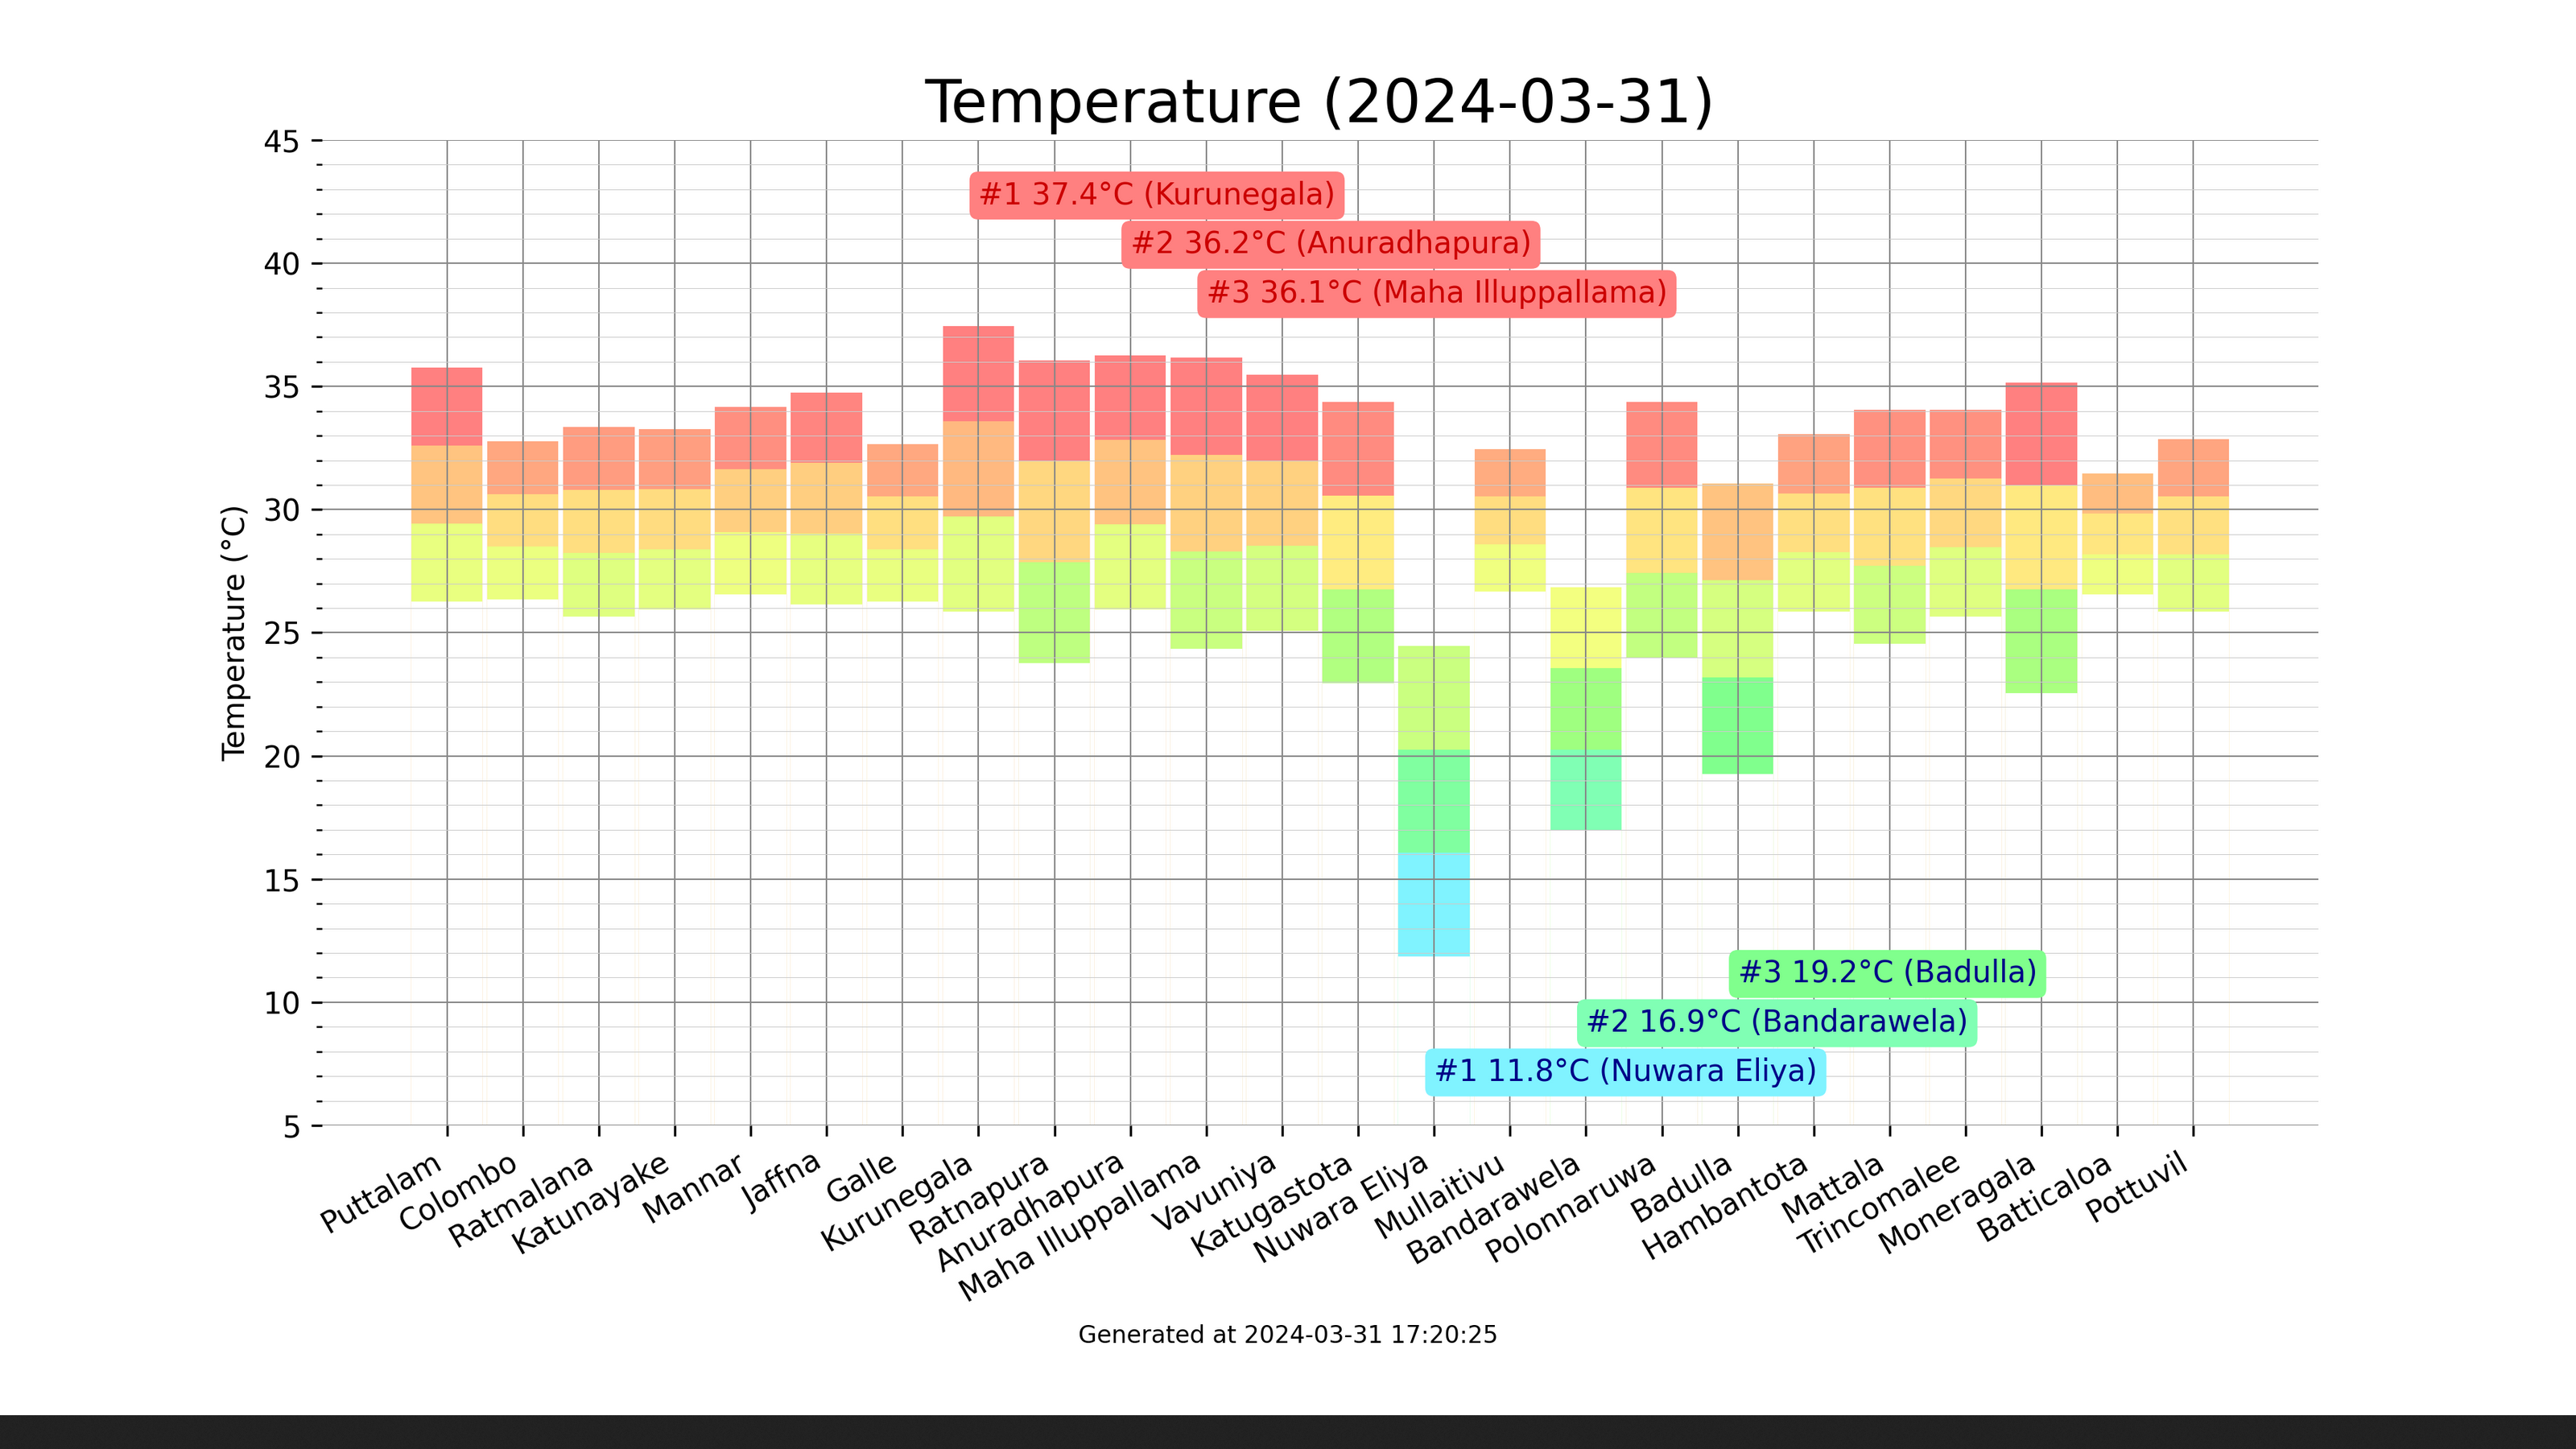 Temperature (2024-03-31)
45
40
35
30
25
20
15
10
5
Temperature (°C)
#1 37.4°C (Kurunegala)
#2 36.2°C (Anuradhapura)
#3 36.1°C (Maha Illuppallama)
#3 19.2°C (Badulla)
#2 16.9°C (Bandarawela)
#1 11.8°C (Nuwara Eliya)
Puttalam
Colombo
Ratmalana
Katunayake
Mannar
Jaffna
Galle
Kurunegala
Ratnapura
Anuradhapura
Maha Illuppallama
Vavuniya
Katugastota
Nuwara Eliya
Mullaitivu
Bandarawela
Polonnaruwa
Badulla
Hambantota
Mattala
Trincomalee
Moneragala
Batticaloa
Pottuvil
Generated at 2024-03-31 17:20:25